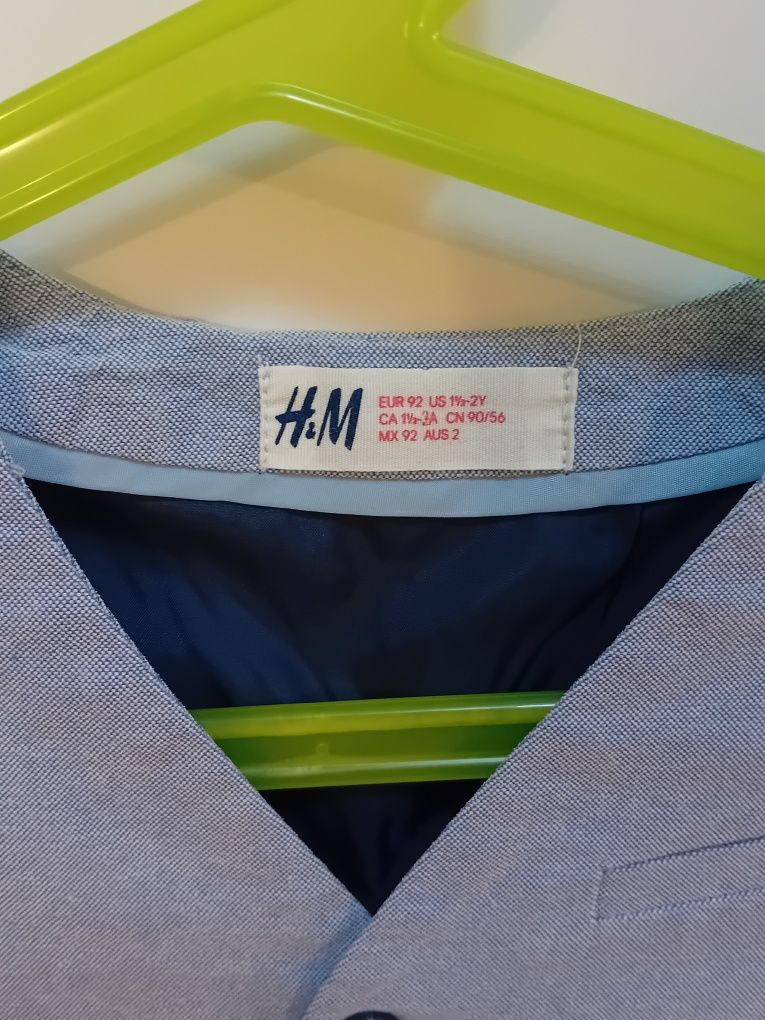 H&M
EUR 92 US 1½-2Y
CA 1½-2A CN 90/56
MX 92 AUS 2